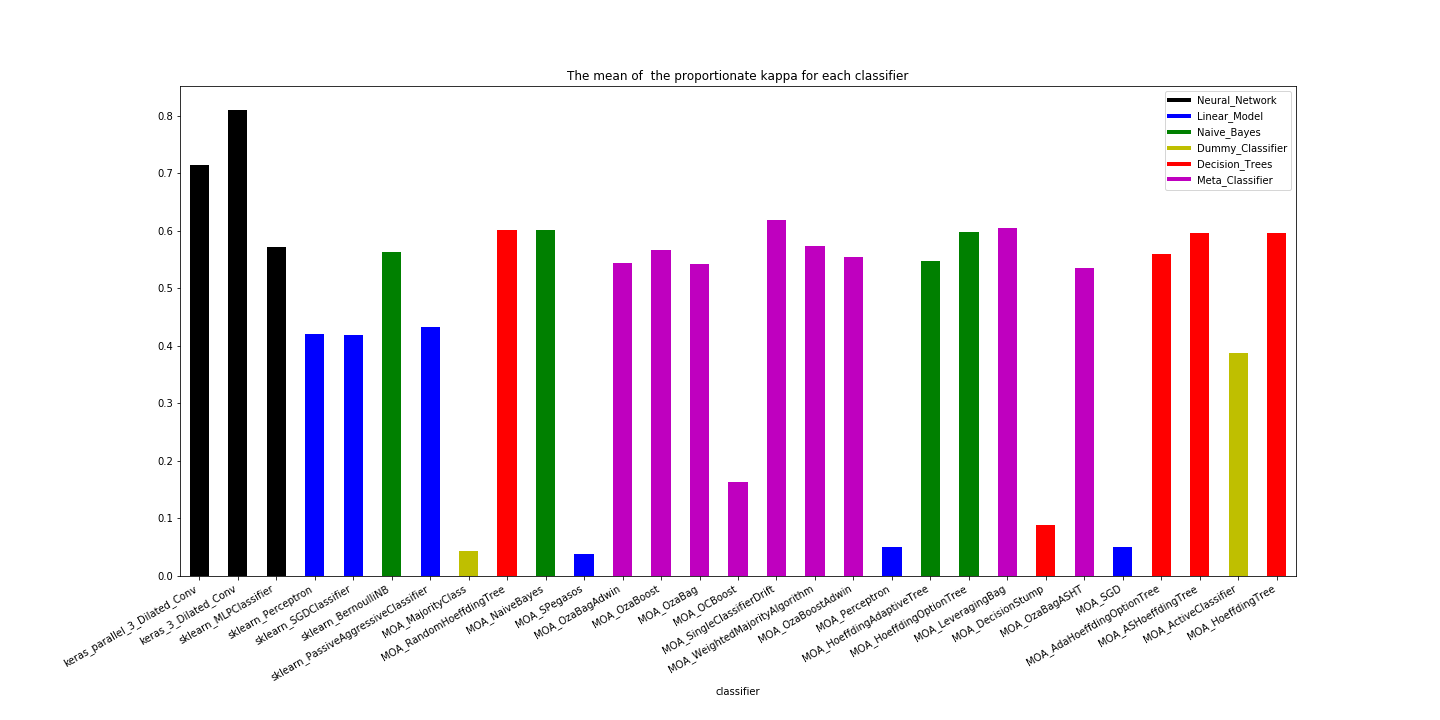 The mean of  the proportionate kappa for each classifier
0.8
0.7
0.6
0.5
0.4
0.3
0.2
0.1
0.0
Neural_Network
Linear_Model
Naive_Bayes
Dummy_Classifier
Decision_Trees
Meta_Classifier
keras_parallel_3_Dilated_Conv
keras_3_Dilated_Conv
sklearn_MLPClassifier
sklearn_Perceptron
sklearn_SGDClassifier
sklearn_BernoulliNB
sklearn_PassiveAggressiveClassifier
MOA_MajorityClass
MOA_RandomHoeffdingTree
MOA_NaiveBayes
MOA_SPegasos
MOA_OzaBagAdwin
MOA_OzaBoost
MOA_OzaBag
MOA_OCBoost
MOA_SingleClassifierDrift
MOA_WeightedMajorityAlgorithm
MOA_OzaBoostAdwin
MOA_Perceptron
MOA_HoeffdingAdaptiveTree
MOA_HoeffdingOptionTree
MOA_LeveragingBag
MOA_DecisionStump
MOA_OzaBagASHT
MOA_SGD
MOA_AdaHoeffdingOptionTree
MOA_ASHoeffdingTree
MOA_ActiveClassifier
MOA_HoeffdingTree
classifier